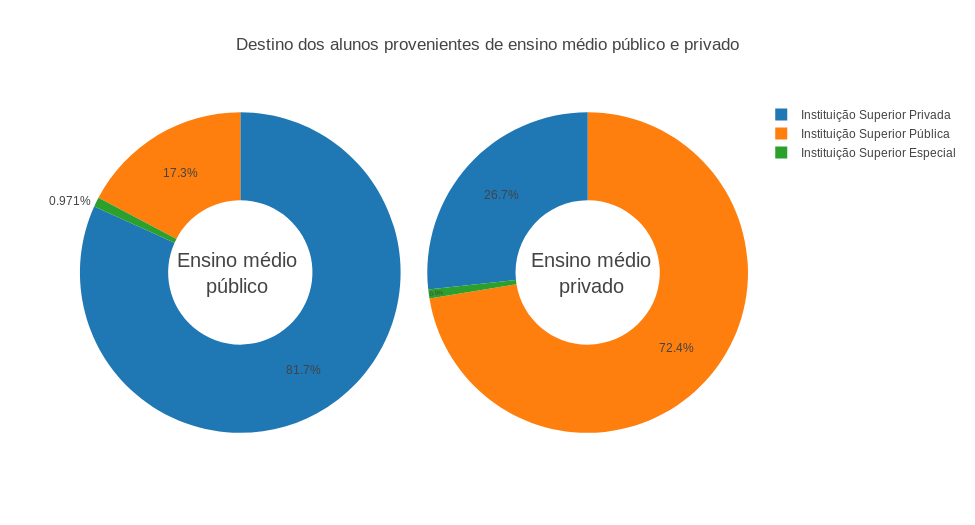 Destino dos alunos provenientes de ensino médio público e privado
Instituição Superior Privada
Instituição Superior Pública
Instituição Superior Especial
17.3%
0.971%
81.7%
Ensino médio
público
26.7%
72.4%
Ensino médio
privado